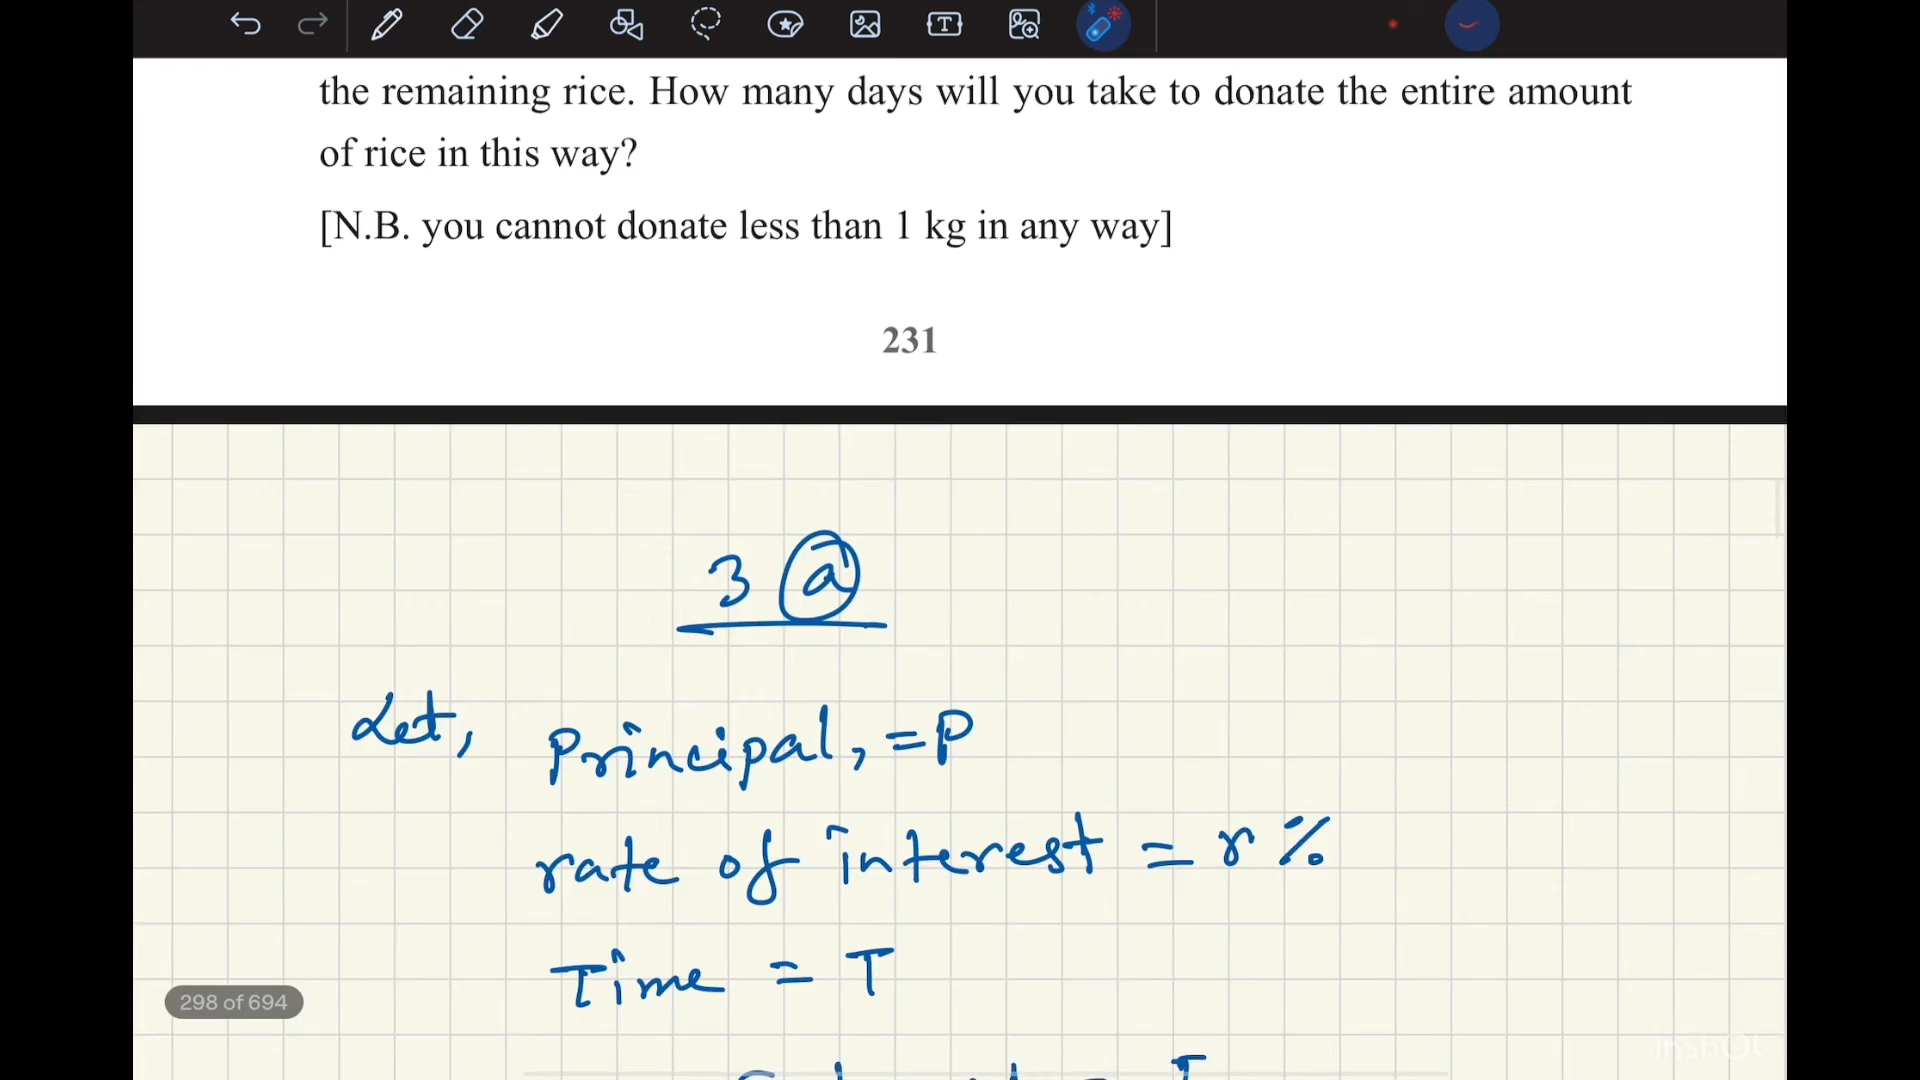 the remaining rice. How many days will you take to donate the entire amount
of rice in this way?
[N.B. you cannot donate less than 1 kg in any way]
231
3 a
Let, Principal, = P
rate of interest = r %
Time = T
298 of 694
INSHOT